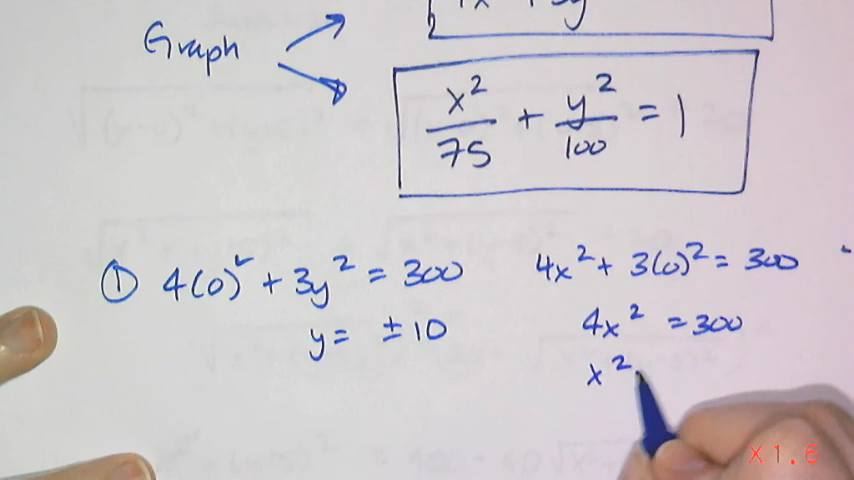 Graph
x²/75 + y²/100 = 1
① 4(0)² + 3y² = 300
y = ±10
4x² + 3(0)² = 300
4x² = 300
x²
x1.6